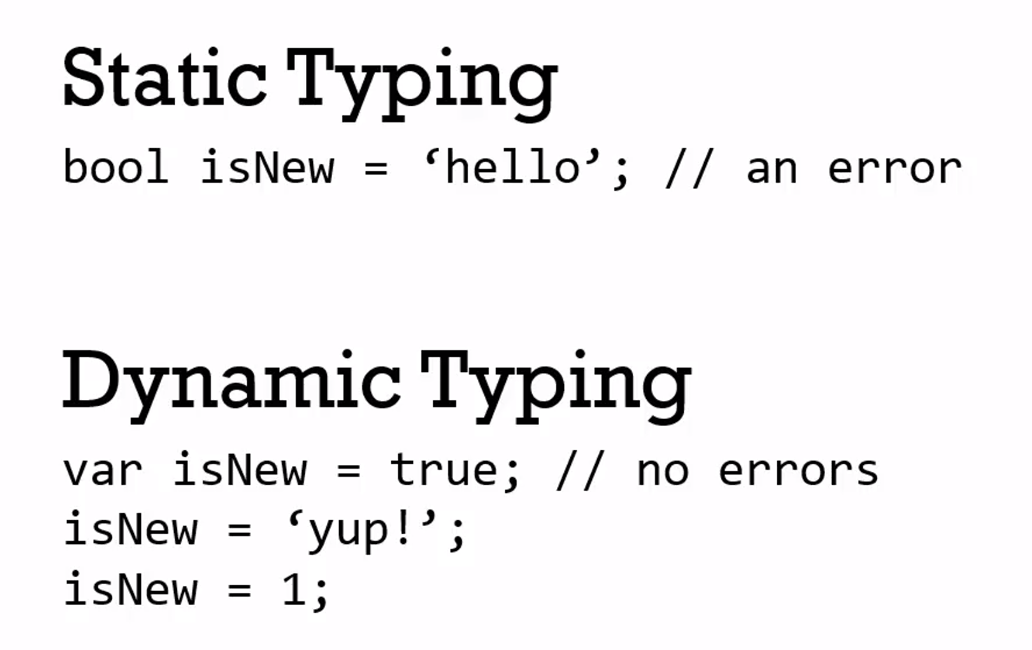 Static Typing
bool isNew = ‘hello’; // an error
Dynamic Typing
var isNew = true; // no errors
isNew = ‘yup!’;
isNew = 1;